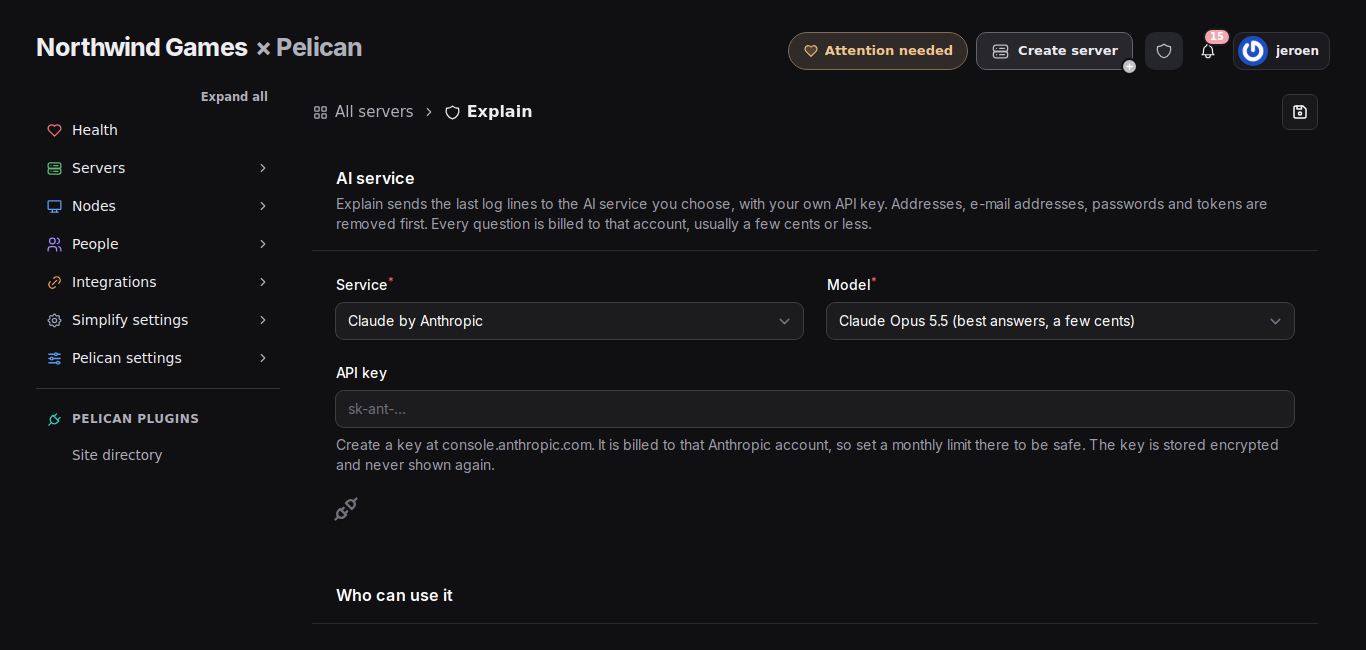 Northwind Games × Pelican
Attention needed
Create server
15
jeroen
Expand all
Health
Servers
Nodes
People
Integrations
Simplify settings
Pelican settings
PELICAN PLUGINS
Site directory
All servers
Explain
AI service
Explain sends the last log lines to the AI service you choose, with your own API key. Addresses, e-mail addresses, passwords and tokens are
removed first. Every question is billed to that account, usually a few cents or less.
Service*
Model*
Claude by Anthropic
Claude Opus 5.5 (best answers, a few cents)
API key
sk-ant-...
Create a key at console.anthropic.com. It is billed to that Anthropic account, so set a monthly limit there to be safe. The key is stored encrypted
and never shown again.
Who can use it